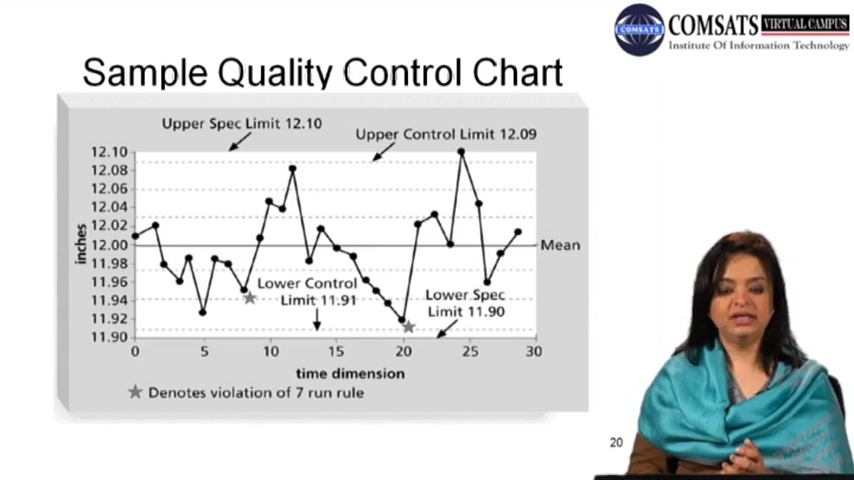 COMSATS
COMSATS VIRTUAL CAMPUS
Institute Of Information Technology
Sample Quality Control Chart
Upper Spec Limit 12.10
Upper Control Limit 12.09
12.10
12.08
12.06
12.04
12.02
12.00
11.98
11.96
11.94
11.92
11.90
inches
Mean
Lower Control
Limit 11.91
Lower Spec
Limit 11.90
0 5 10 15 20 25 30
time dimension
★ Denotes violation of 7 run rule
20